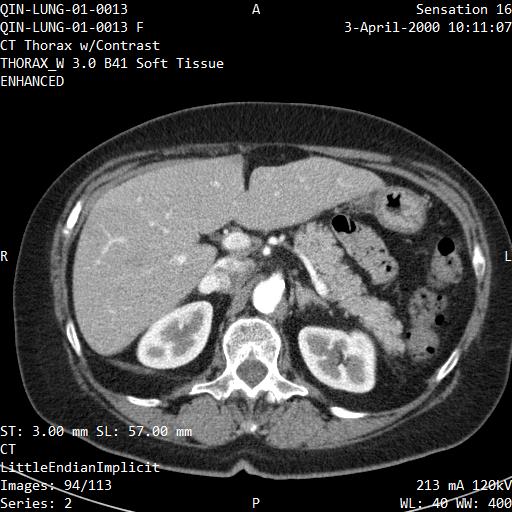 QIN-LUNG-01-0013
A
Sensation 16
QIN-LUNG-01-0013 F
3-April-2000 10:11:07
CT Thorax w/Contrast
THORAX_W 3.0 B41 Soft Tissue
ENHANCED
R
L
ST: 3.00 mm SL: 57.00 mm
CT
LittleEndianImplicit
Images: 94/113
213 mA 120kV
Series: 2
P
WL: 40 WW: 400